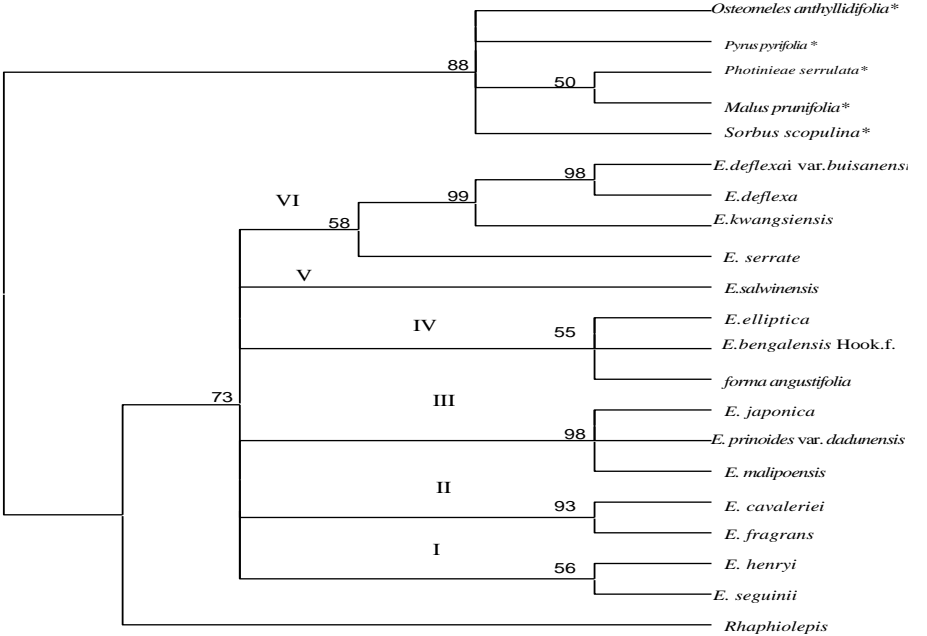 Osteomeles anthyllidifolia*
Pyrus pyrifolia *
88
Photinieae serrulata*
50
Malus prunifolia*
Sorbus scopulina*
E.deflexai var.buisanensi
98
E.deflexa
VI
99
E.kwangsiensis
58
E. serrate
V
E.salwinensis
E.elliptica
IV
55
E.bengalensis Hook.f.
forma angustifolia
73
III
E. japonica
98
E. prinoides var. dadunensis
E. malipoensis
II
93
E. cavaleriei
E. fragrans
I
56
E. henryi
E. seguinii
Rhaphiolepis